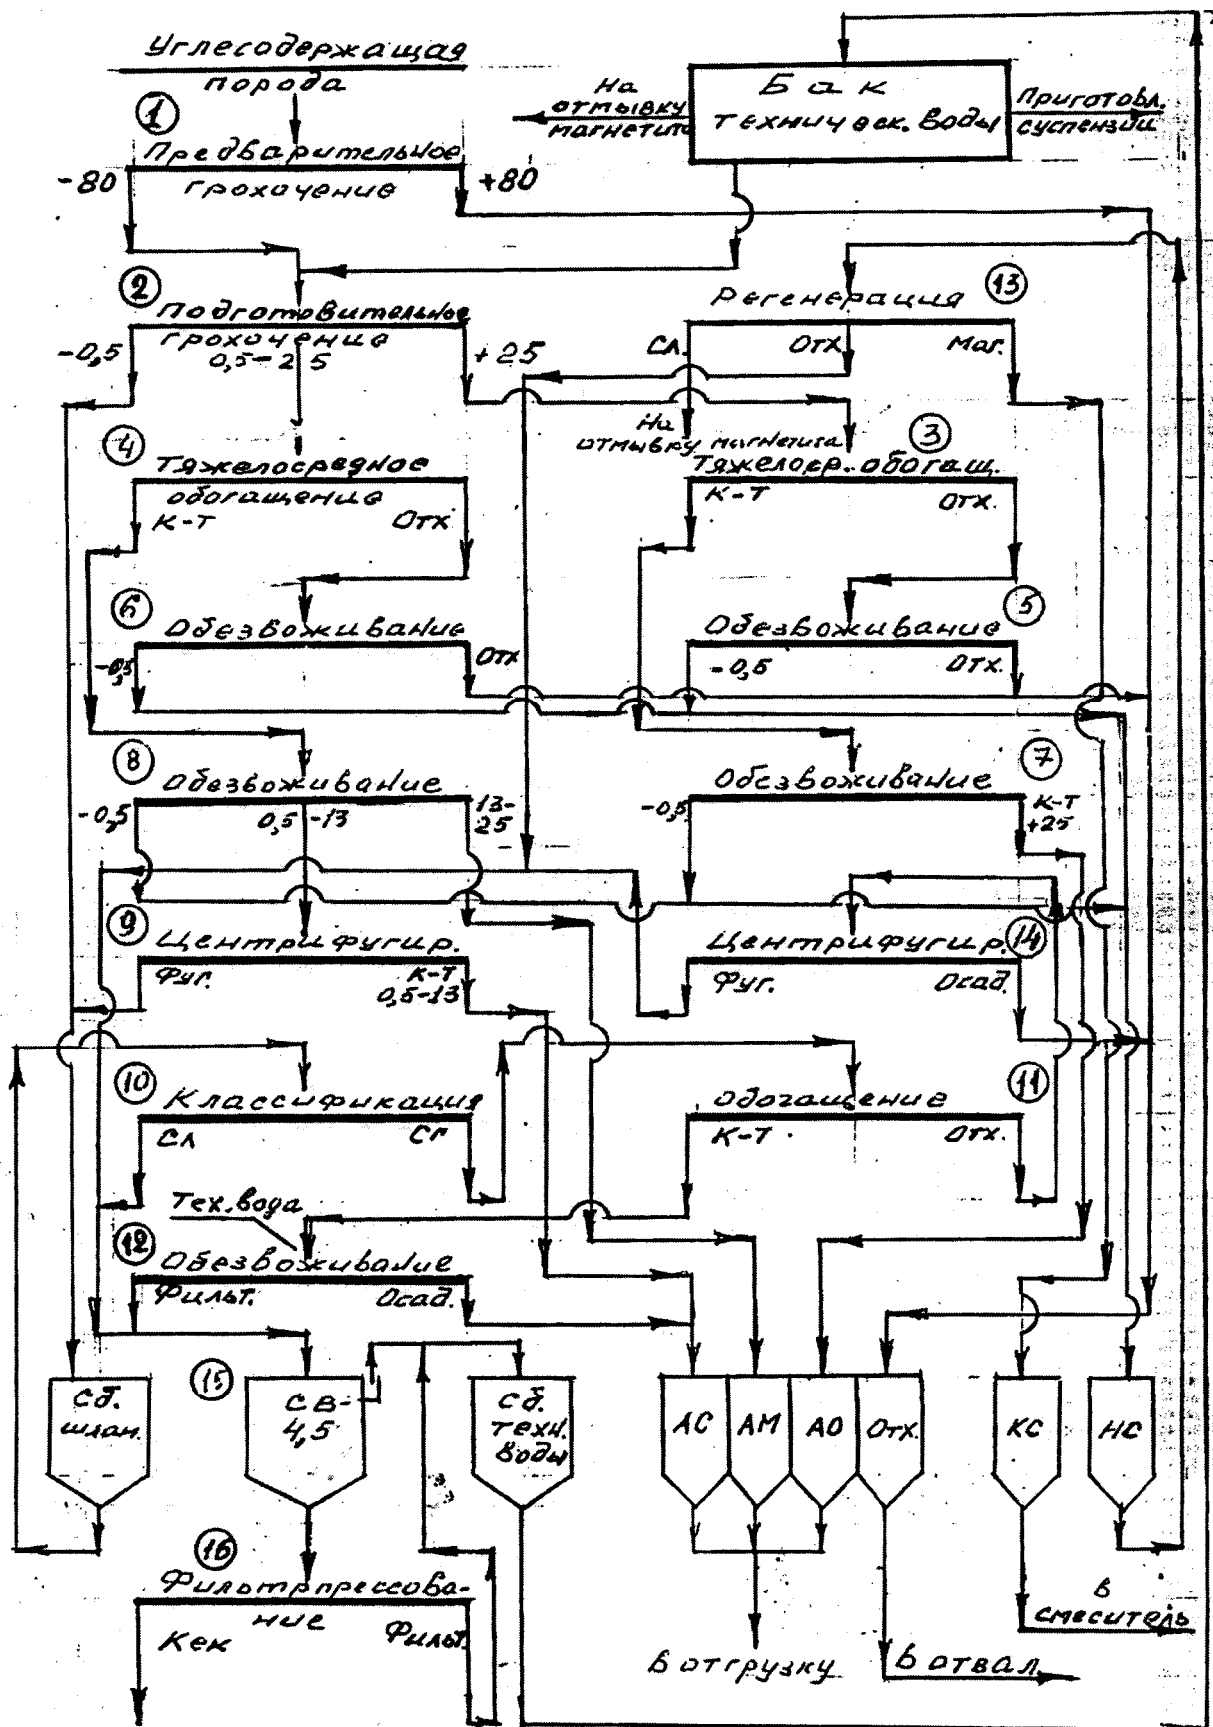 Углесодержащая
порода
Бак
техническ. воды
На
отмывку
магнетита
Приготовл.
суспензии
1
Предварительное
грохочение
-80
+80
2
Подготовительное
грохочение
-0,5
0,5-25
+25
13
Регенерация
Сл.
Отх.
Маг.
На
отмывку магнетита
4
Тяжелосредное
обогащение
К-т
Отх
3
Тяжелоср. обогащ.
К-т
Отх.
6
Обезвоживание
-0,5
Отх
5
Обезвоживание
-0,5
Отх.
8
Обезвоживание
-0,5
0,5-13
13-
25
7
Обезвоживание
-0,5
К-т
+25
9
Центрифугир.
Фуг.
К-т
0,5-13
14
Центрифугир.
Фуг.
Осад.
10
Классификация
Сл
Сг
11
Обогащение
К-т
Отх.
Тех. вода
12
Обезвоживание
Фильт.
Осад.
15
Сб.
шлам.
СВ-
4,5
Сб.
техн.
воды
АС
АМ
АО
Отх.
КС
НС
16
Фильтрпрессова-
ние
Кек
Фильт.
В отгрузку
В отвал
В
смеситель